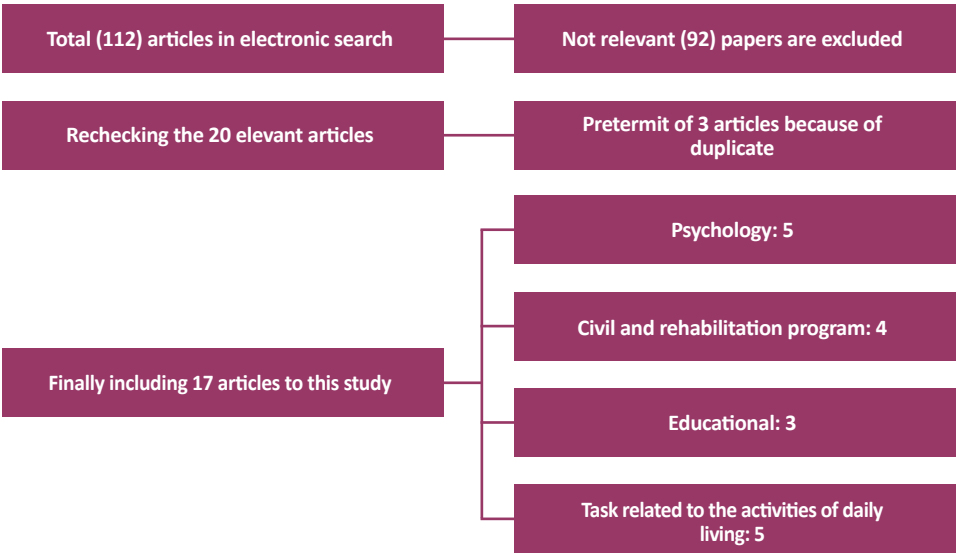 Total (112) articles in electronic search
Not relevant (92) papers are excluded
Rechecking the 20 elevant articles
Pretermit of 3 articles because of
duplicate
Psychology: 5
Civil and rehabilitation program: 4
Finally including 17 articles to this study
Educational: 3
Task related to the activities of daily
living: 5